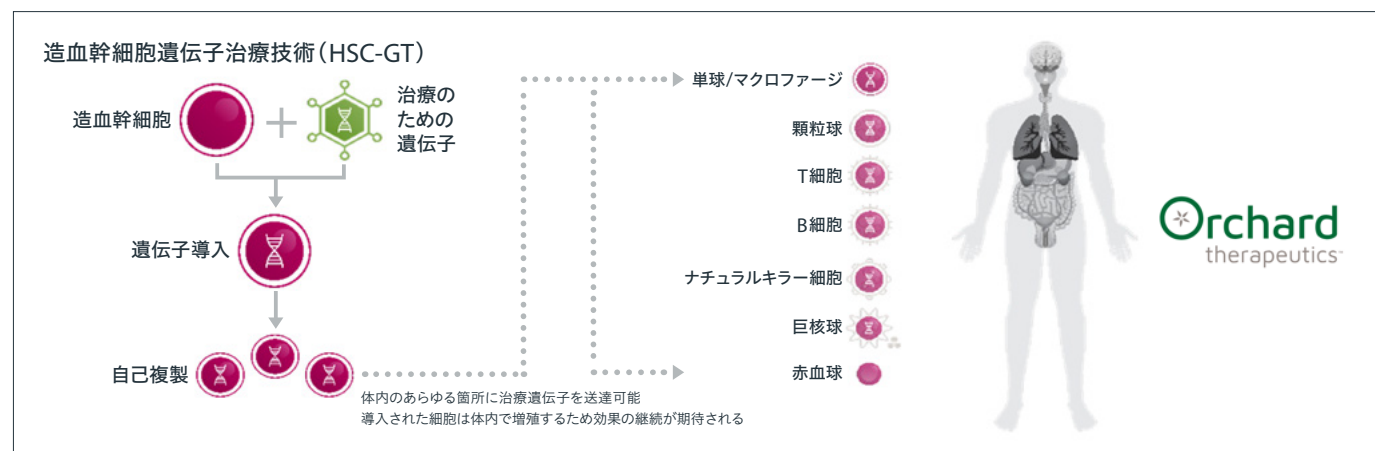 造血幹細胞遺伝子治療技術（HSC-GT）
造血幹細胞
治療の
ための
遺伝子
遺伝子導入
自己複製
体内のあらゆる箇所に治療遺伝子を送達可能
導入された細胞は体内で増殖するため効果の継続が期待される
単球/マクロファージ
顆粒球
T細胞
B細胞
ナチュラルキラー細胞
巨核球
赤血球
Orchard
therapeutics™